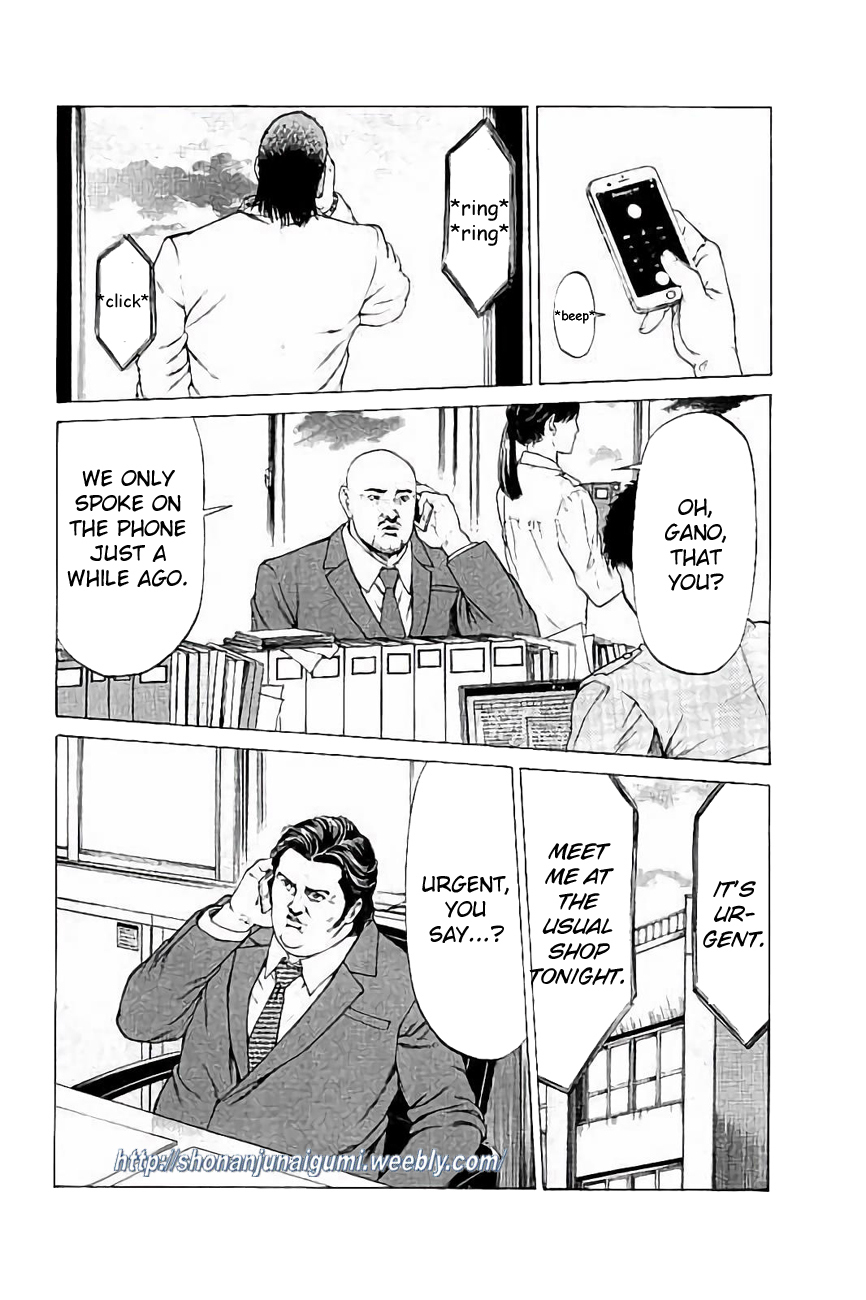 *beep*
*ring*
*ring*
*click*
OH,
GANO,
THAT
YOU?
WE ONLY
SPOKE ON
THE PHONE
JUST A
WHILE AGO.
IT'S
UR-
GENT.
MEET
ME AT
THE
USUAL
SHOP
TONIGHT.
URGENT,
YOU
SAY...?
http://shonanjunaigumi.weebly.com/